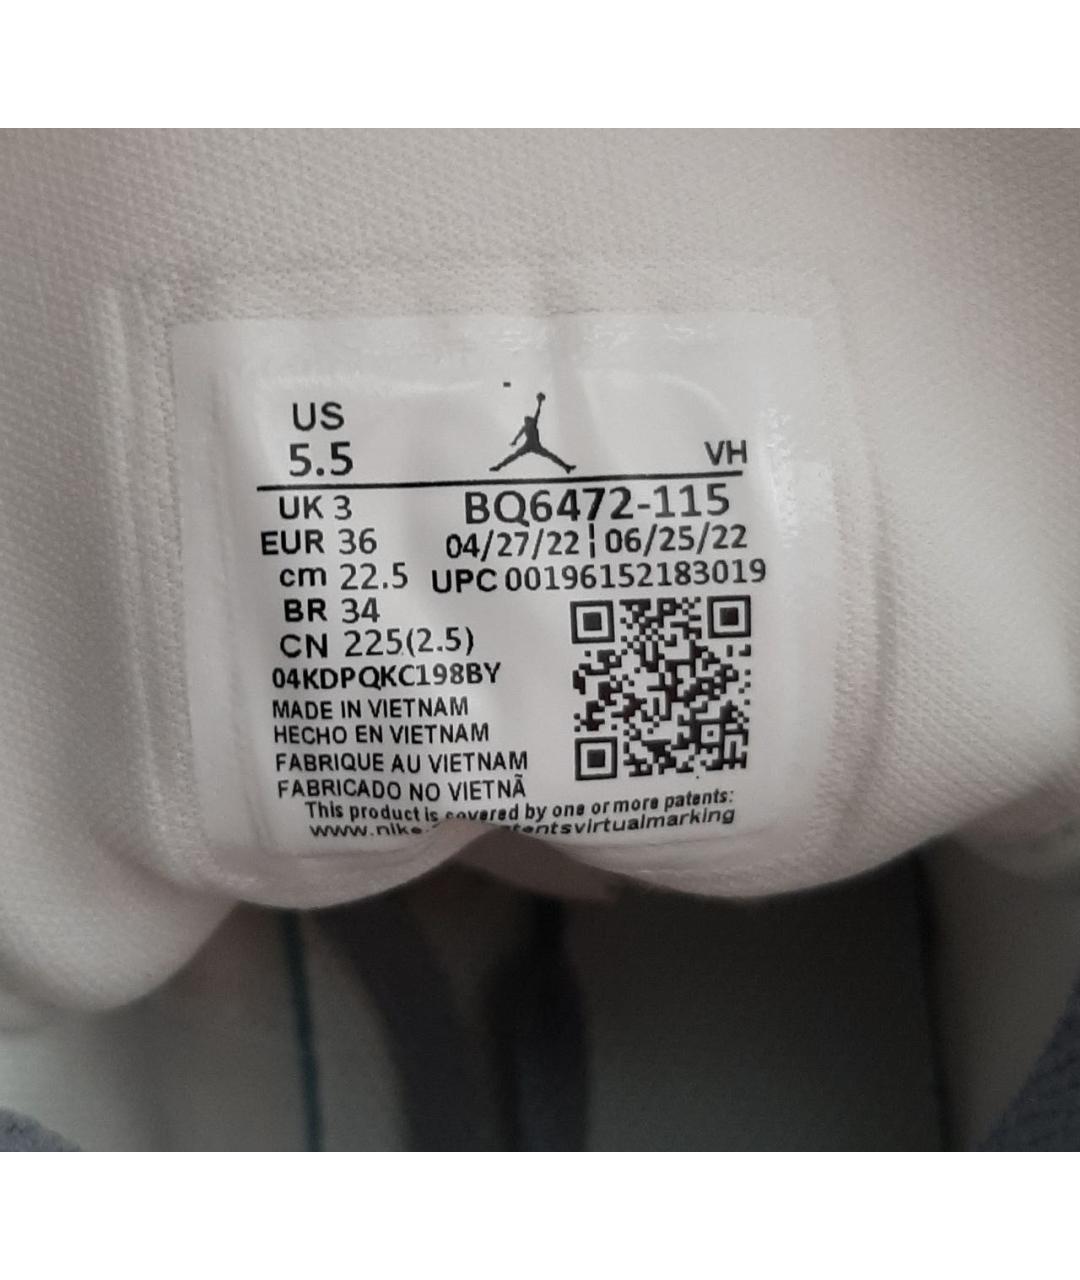 US
5.5
VH
UK 3
BQ6472-115
EUR 36
04/27/22 ¦ 06/25/22
cm 22.5
UPC 00196152183019
BR 34
CN 225(2.5)
04KDPQKC198BY
MADE IN VIETNAM
HECHO EN VIETNAM
FABRIQUE AU VIETNAM
FABRICADO NO VIETNÃ
This product is covered by one or more patents:
www.nike. tentsvirtualmarking